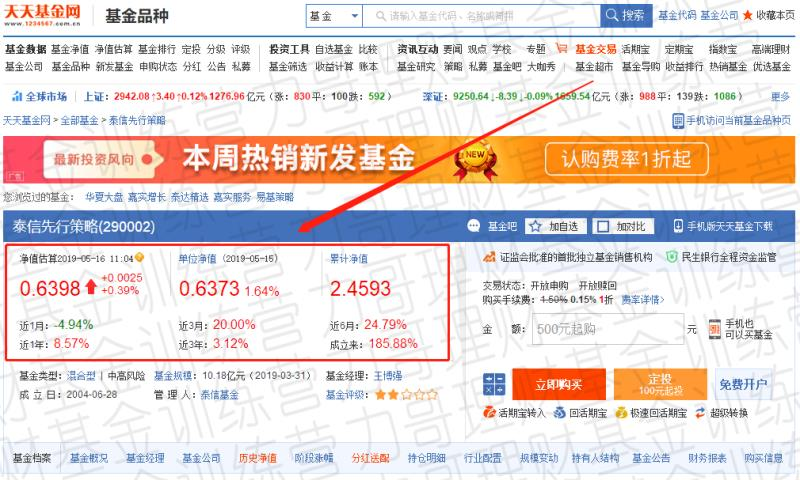 天天基金网 基金品种
www.1234567.com.cn
基金 请输入基金代码、名称或简拼 搜索 基金代码 基金公司 收藏本页
基金数据 基金净值 净值估算 基金排行 定投 分级 评级 投资工具 自选基金 比较 资讯互动 要闻 观点 学校 专题 基金交易 活期宝 定期宝 指数宝 高端理财
基金公司 基金品种 新发基金 申购状态 分红 公告 私募 基金筛选 收益计算 账本 基金研究 策略 私募 基金吧 大咖秀 基金超市 基金导购 收益排行 热销基金 优选基金
全球市场 上证：2942.08 ↑3.40 ↑0.12% 1276.96亿元（涨：830平：100跌：592） 深证：9250.64 ↓-8.39 ↓-0.09% 1659.54亿元（涨：988平：139跌：1086） 更多
天天基金网 > 全部基金 > 泰信先行策略 手机访问当前基金品种页
最新投资风向 本周热销新发基金 NEW 认购费率1折起
广告
您浏览过的基金： 华夏大盘 嘉实增长 泰达精选 嘉实服务 易基策略
泰信先行策略(290002) 基金吧 加自选 加对比 手机版天天基金下载
净值估算2019-05-16 11:04 单位净值（2019-05-15） 累计净值 证监会批准的首批独立基金销售机构 民生银行全程资金监管
0.6398 +0.0025 +0.39% 0.6373 1.64% 2.4593
交易状态：开放申购 开放赎回
购买手续费：1.50% 0.15% 1折 费率详情>
近1月：-4.94% 近3月：20.00% 近6月：24.79%
金 额： 500元起购 元 手机也可以买基金
近1年：8.57% 近3年：3.12% 成立来：185.88%
基金类型：混合型 | 中高风险 基金规模：10.18亿元（2019-03-31） 基金经理：王博强
成 立 日：2004-06-28 管 理 人：泰信基金 基金评级：
立即购买 定投 100元起投 免费开户
活期宝转入 回活期宝 极速回活期宝 超级转换
基金档案 基金概况 基金经理 基金公司 历史净值 阶段涨幅 分红送配 持仓明细 行业配置 规模变动 持有人结构 基金公告 财务报表 购买信息
力哥理财基金训练营